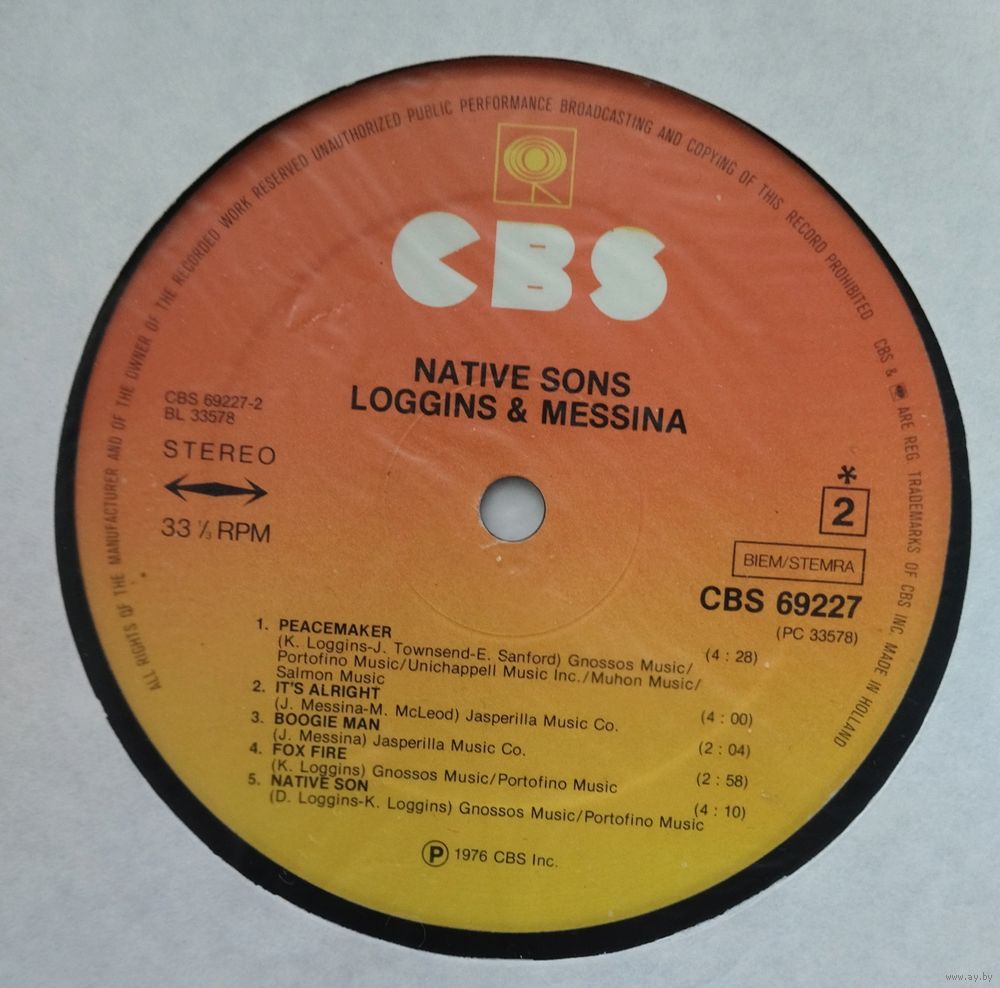 ALL RIGHTS OF THE MANUFACTURER AND OF THE OWNER OF THE RECORDED WORK RESERVED UNAUTHORIZED PUBLIC PERFORMANCE BROADCASTING AND COPYING OF THIS RECORD PROHIBITED CBS & ARE REG. TRADEMARKS OF CBS INC. MADE IN HOLLAND
CBS
NATIVE SONS
LOGGINS & MESSINA
CBS 69227-2
BL 33578
STEREO
33 ⅓ RPM
*
2
BIEM/STEMRA
CBS 69227
(PC 33578)
1. PEACEMAKER
(K. Loggins-J. Townsend-E. Sanford) Gnossos Music/ (4 : 28)
Portofino Music/Unichappell Music Inc./Muhon Music/
Salmon Music
2. IT'S ALRIGHT
(J. Messina-M. McLeod) Jasperilla Music Co. (4 : 00)
3. BOOGIE MAN
(J. Messina) Jasperilla Music Co. (2 : 04)
4. FOX FIRE
(K. Loggins) Gnossos Music/Portofino Music (2 : 58)
5. NATIVE SON
(D. Loggins-K. Loggins) Gnossos Music/Portofino Music (4 : 10)
Ⓟ 1976 CBS Inc.
www.ay.by